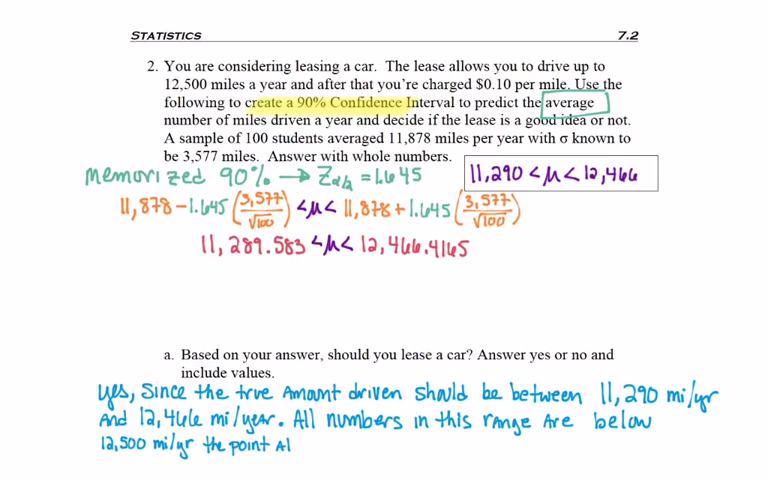 STATISTICS 7.2
2. You are considering leasing a car. The lease allows you to drive up to
12,500 miles a year and after that you're charged $0.10 per mile. Use the
following to create a 90% Confidence Interval to predict the average
number of miles driven a year and decide if the lease is a good idea or not.
A sample of 100 students averaged 11,878 miles per year with σ known to
be 3,577 miles. Answer with whole numbers.
Memorized 90% → Zα/2 = 1.645
11,290 < μ < 12,466
11,878 - 1.645 (3,577/√100) < μ < 11,878 + 1.645 (3,577/√100)
11,289.583 < μ < 12,466.4165
a. Based on your answer, should you lease a car? Answer yes or no and
include values.
yes, Since the true Amount driven should be between 11,290 mi/yr
And 12,466 mi/year. All numbers in this range Are below
12,500 mi/yr the point Al